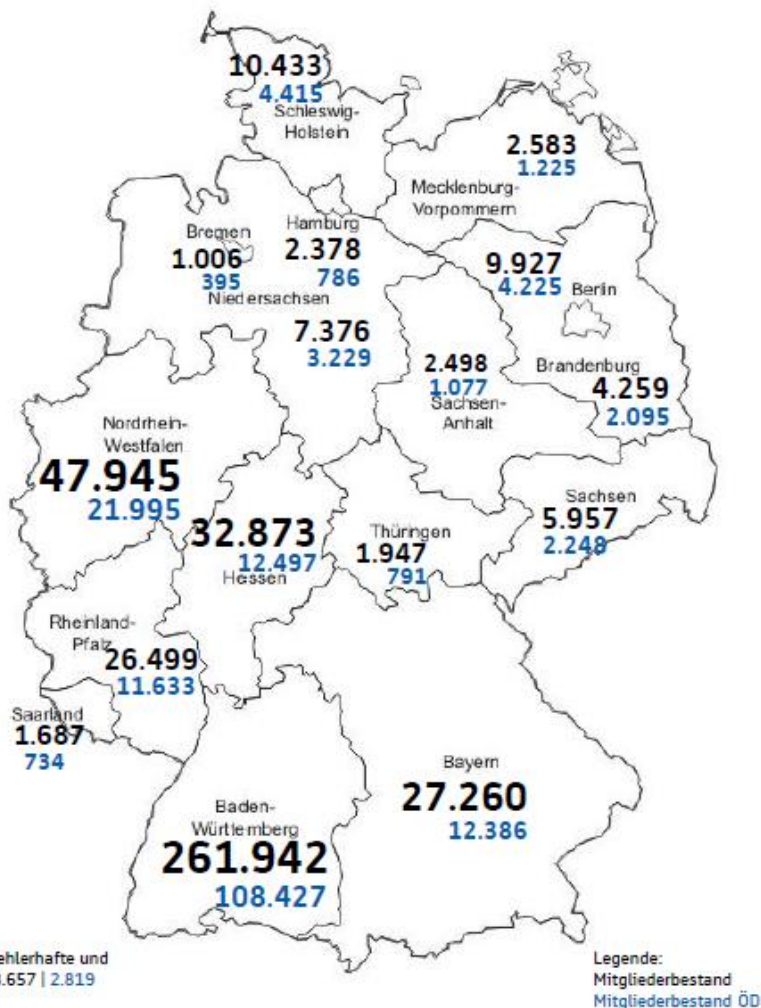 10.433
4.415
Schleswig-
Holstein
2.583
1.225
Mecklenburg-
Vorpommern
Bremen
1.006
395
Hamburg
2.378
786
Niedersachsen
7.376
3.229
9.927
4.225
Berlin
Brandenburg
4.259
2.095
2.498
1.077
Sachsen-
Anhalt
Nordrhein-
Westfalen
47.945
21.995
32.873
12.497
Hessen
Thüringen
1.947
791
Sachsen
5.957
2.248
Rheinland-
Pfalz
26.499
11.633
Saarland
1.687
734
Bayern
27.260
12.386
Baden-
Württemberg
261.942
108.427
ehlerhafte und
.657 | 2.819
Legende:
Mitgliederbestand
Mitgliederbestand ÖD